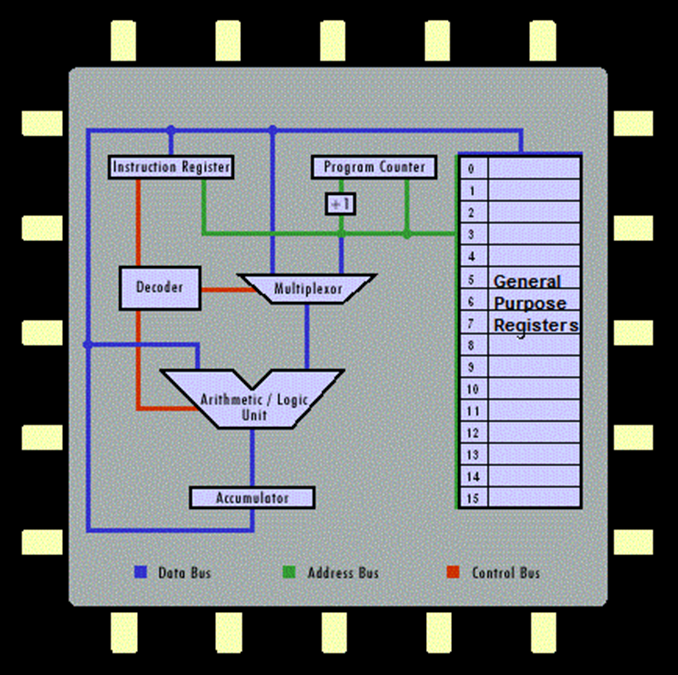 Instruction Register
Program Counter
+1
0
1
2
3
4
5
6
7
8
9
10
11
12
13
14
15
General
Purpose
Registers
Decoder
Multiplexor
Arithmetic / Logic
Unit
Accumulator
Data Bus
Address Bus
Control Bus